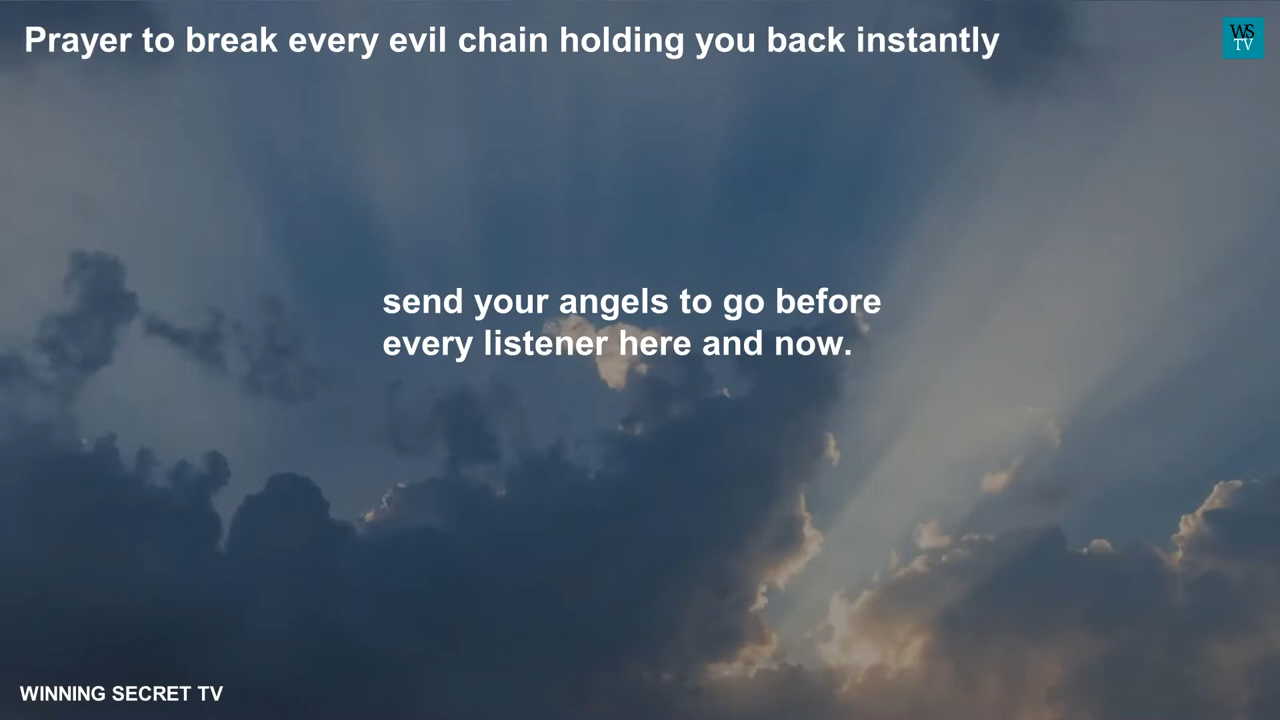 Prayer to break every evil chain holding you back instantly
WS
TV
send your angels to go before
every listener here and now.
WINNING SECRET TV